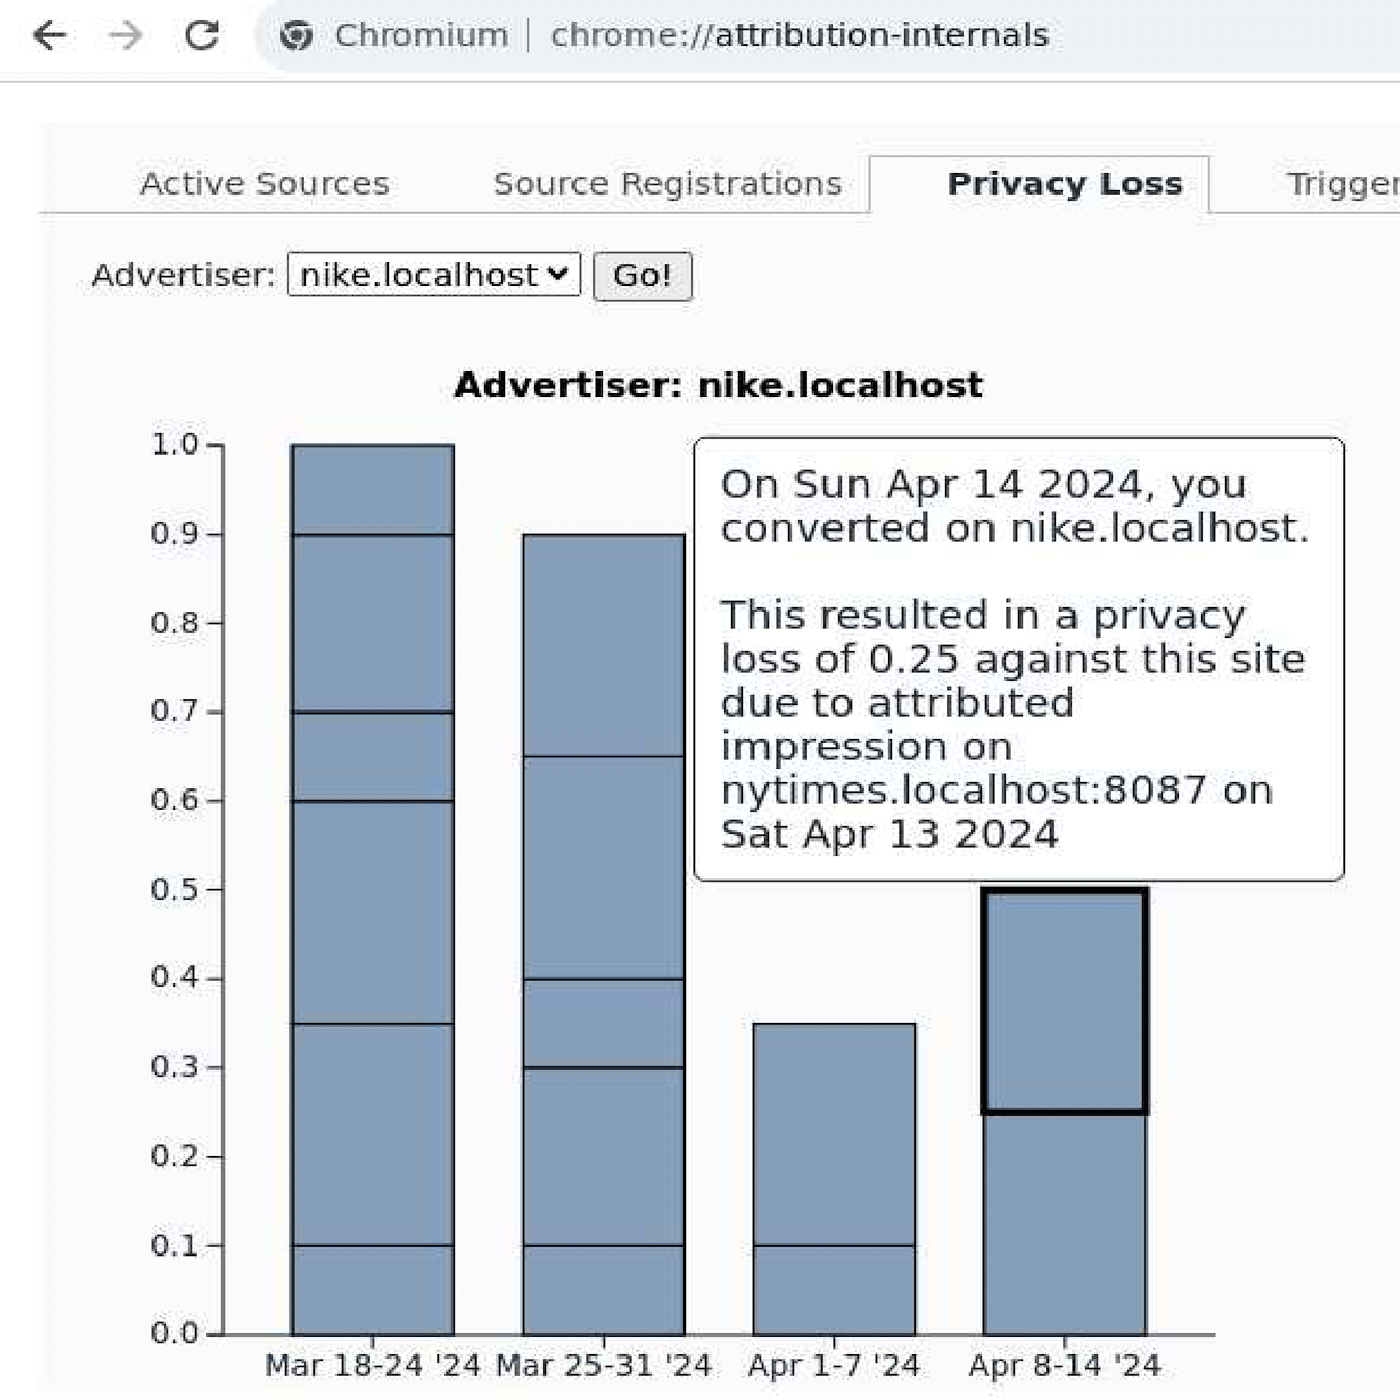 Chromium | chrome://attribution-internals
Active Sources Source Registrations Privacy Loss Trigger
Advertiser: nike.localhost Go!
Advertiser: nike.localhost
On Sun Apr 14 2024, you
converted on nike.localhost.
This resulted in a privacy
loss of 0.25 against this site
due to attributed
impression on
nytimes.localhost:8087 on
Sat Apr 13 2024
1.0
0.9
0.8
0.7
0.6
0.5
0.4
0.3
0.2
0.1
0.0
Mar 18-24 '24 Mar 25-31 '24 Apr 1-7 '24 Apr 8-14 '24